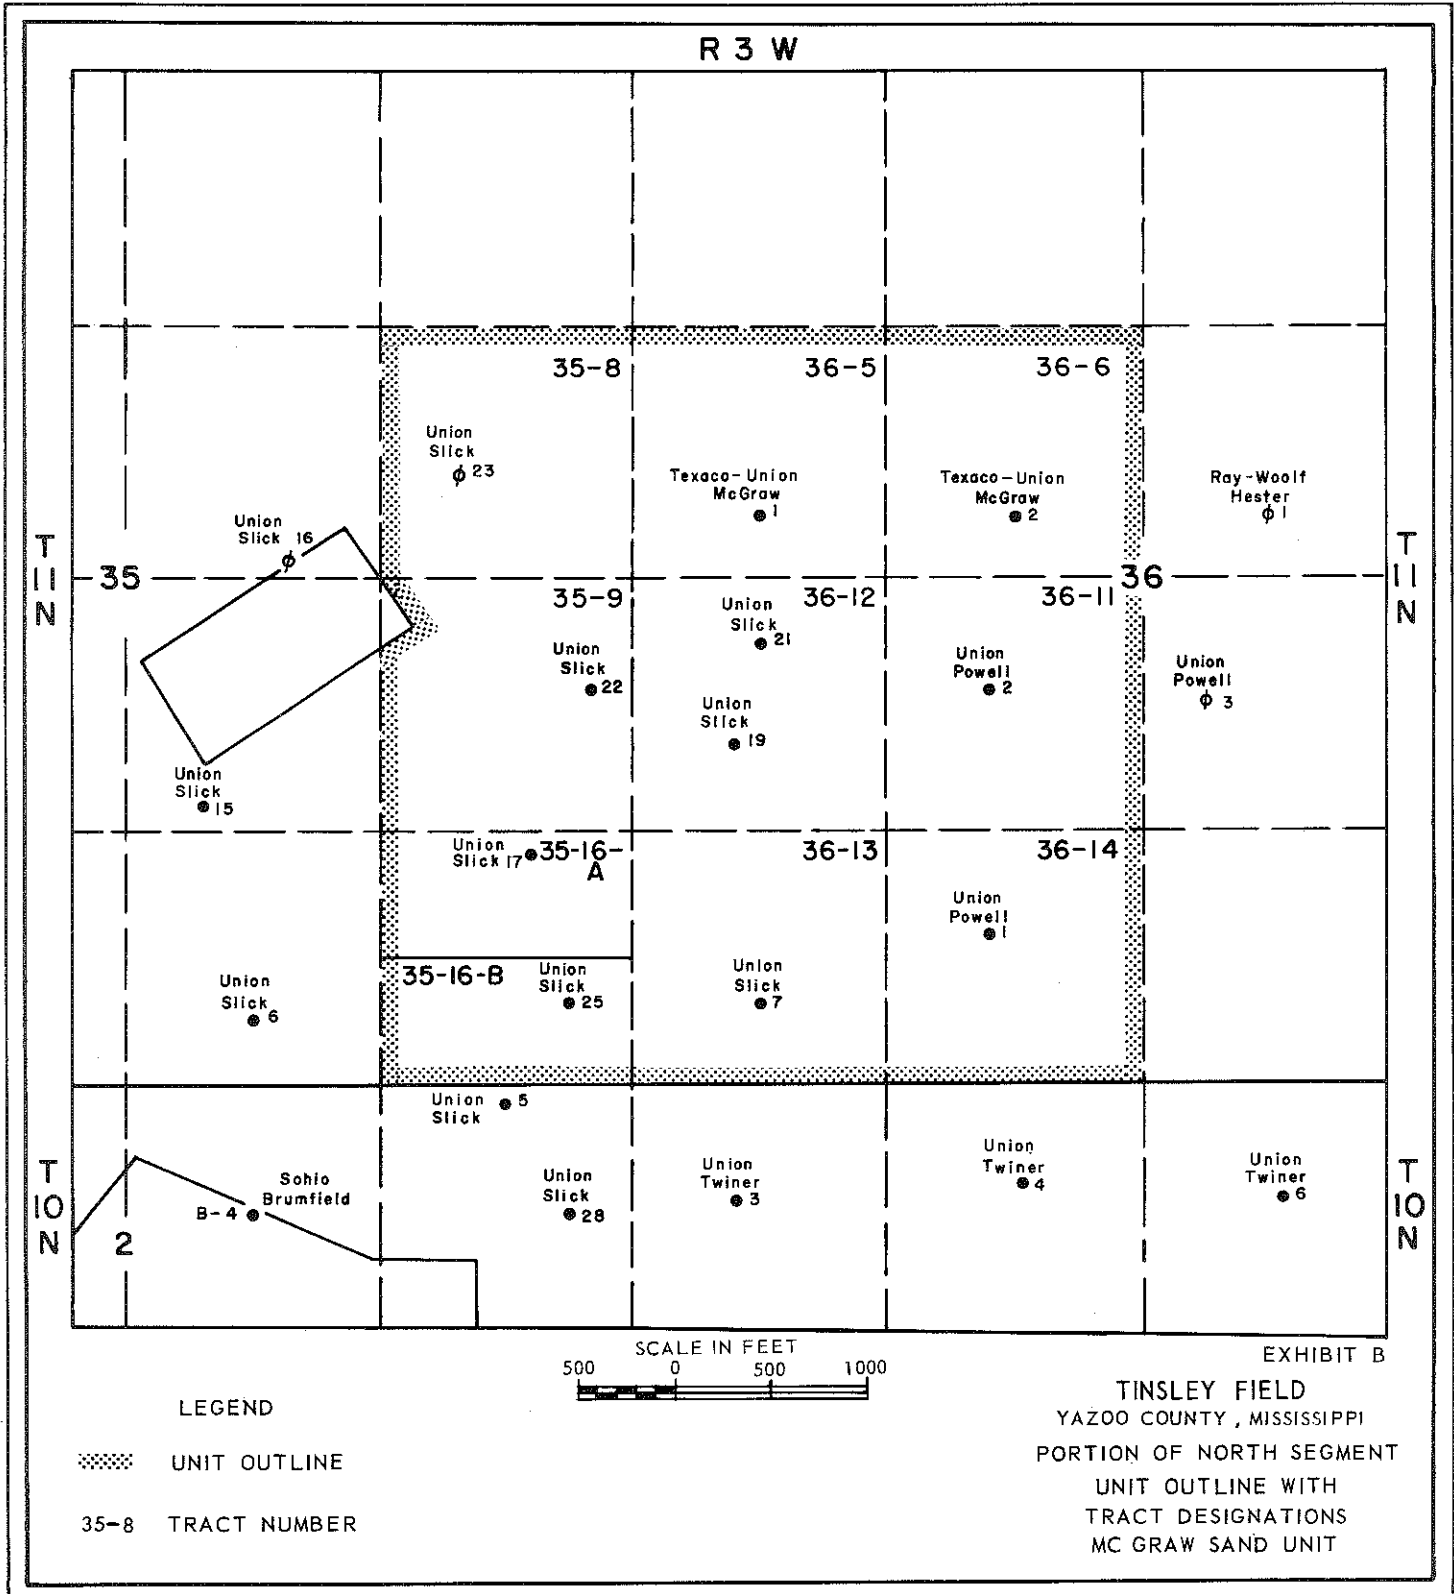 R 3 W
35-8
36-5
36-6
Union
Slick
23
Texaco-Union
McGraw
1
Texaco-Union
McGraw
2
Ray-Woolf
Hester
1
Union
Slick 16
T
11
N
35
36
T
11
N
35-9
36-12
36-11
Union
Slick
21
Union
Slick
22
Union
Powell
2
Union
Powell
3
Union
Slick
19
Union
Slick
15
Union
Slick 17
35-16-
A
36-13
36-14
Union
Powell
1
35-16-B
Union
Slick
25
Union
Slick
7
Union
Slick
6
Union
Slick
5
T
10
N
2
Sohio
Brumfield
B-4
Union
Slick
28
Union
Twiner
3
Union
Twiner
4
Union
Twiner
6
T
10
N
SCALE IN FEET
500 0 500 1000
EXHIBIT B
LEGEND
UNIT OUTLINE
35-8 TRACT NUMBER
TINSLEY FIELD
YAZOO COUNTY, MISSISSIPPI
PORTION OF NORTH SEGMENT
UNIT OUTLINE WITH
TRACT DESIGNATIONS
MC GRAW SAND UNIT